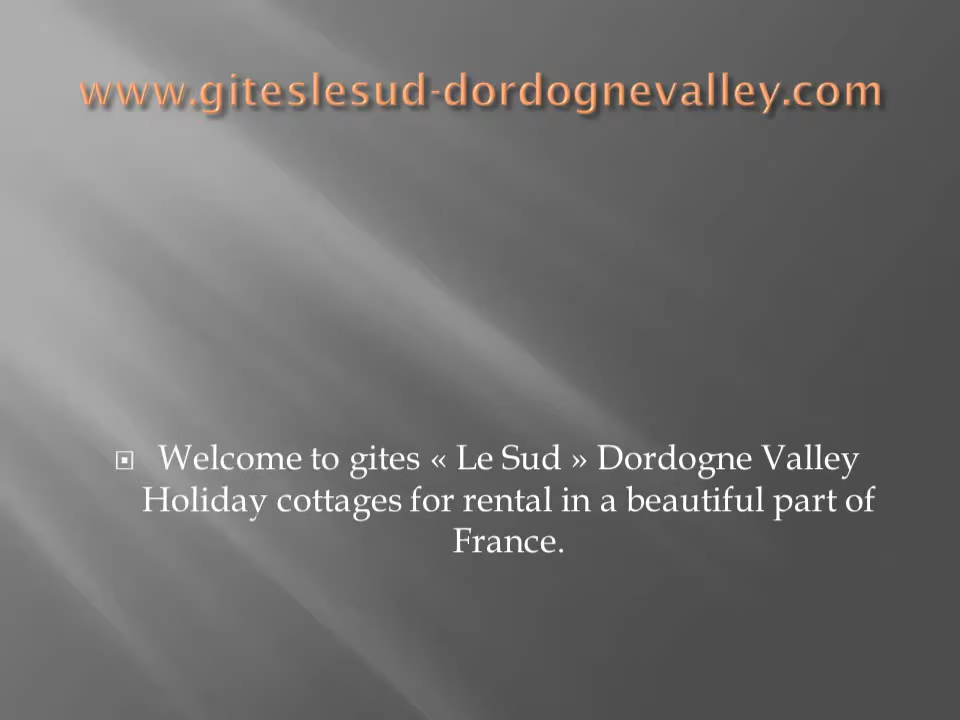 www.giteslesud-dordognevalley.com
Welcome to gites « Le Sud » Dordogne Valley
Holiday cottages for rental in a beautiful part of
France.